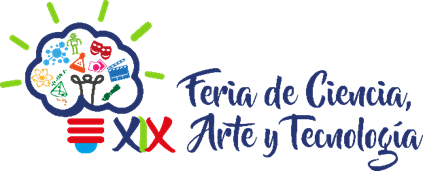 Feria de Ciencia,
XIX Arte y Tecnología